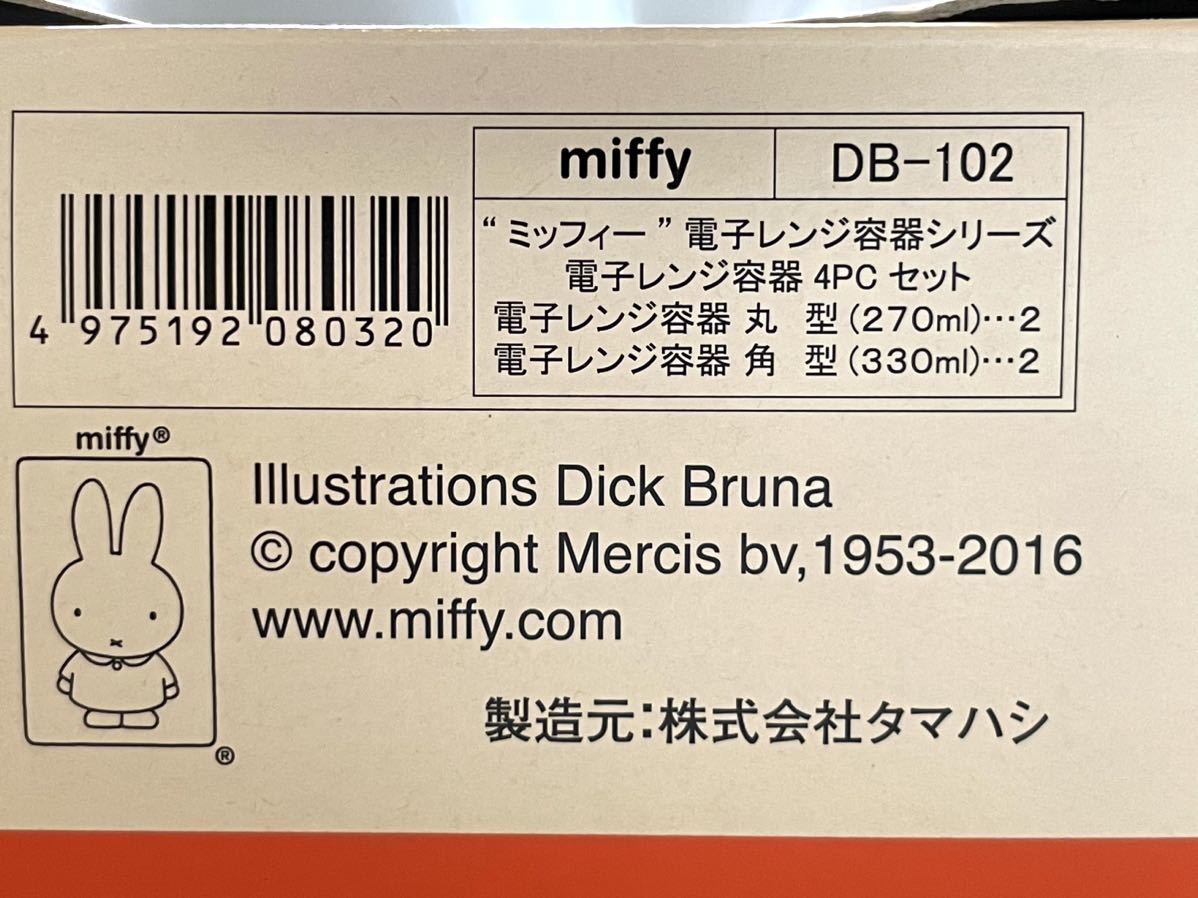 miffy DB-102
“ミッフィー”電子レンジ容器シリーズ
電子レンジ容器 4PC セット
電子レンジ容器 丸 型(270ml)…2
電子レンジ容器 角 型(330ml)…2
4 975192 080320
miffy®
®
Illustrations Dick Bruna
© copyright Mercis bv,1953-2016
www.miffy.com
製造元:株式会社タマハシ